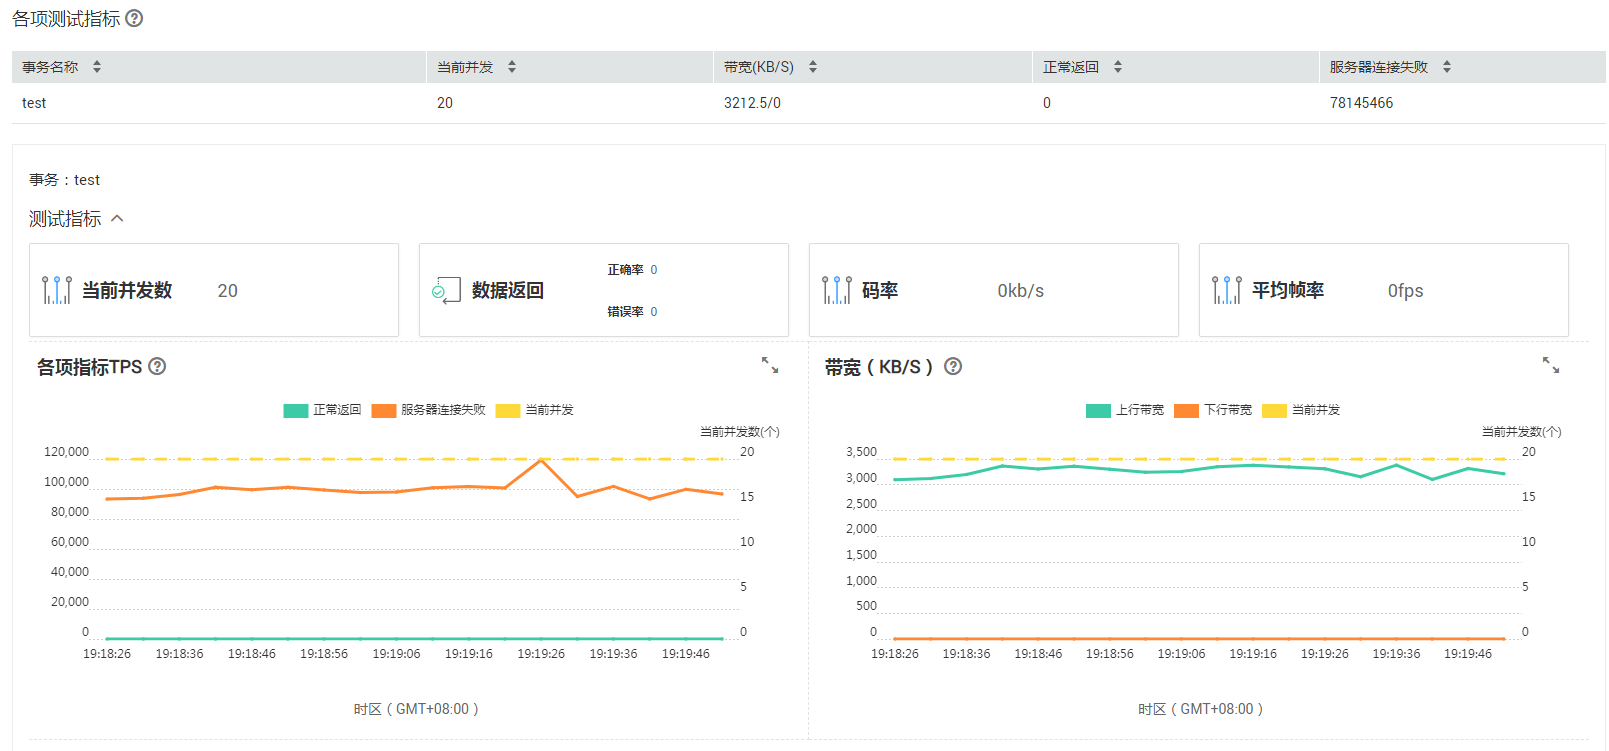 各项测试指标
事务名称 当前并发 带宽(KB/S) 正常返回 服务器连接失败
test 20 3212.5/0 0 78145466
事务：test
测试指标
当前并发数 20
数据返回 正确率 0
错误率 0
码率 0kb/s
平均帧率 0fps
各项指标TPS
正常返回 服务器连接失败 当前并发
当前并发数(个)
120,000
100,000
80,000
60,000
40,000
20,000
0
20
15
10
5
0
19:18:26 19:18:36 19:18:46 19:18:56 19:19:06 19:19:16 19:19:26 19:19:36 19:19:46
时区（GMT+08:00）
带宽（KB/S）
上行带宽 下行带宽 当前并发
当前并发数(个)
3,500
3,000
2,500
2,000
1,500
1,000
500
0
20
15
10
5
0
19:18:26 19:18:36 19:18:46 19:18:56 19:19:06 19:19:16 19:19:26 19:19:36 19:19:46
时区（GMT+08:00）